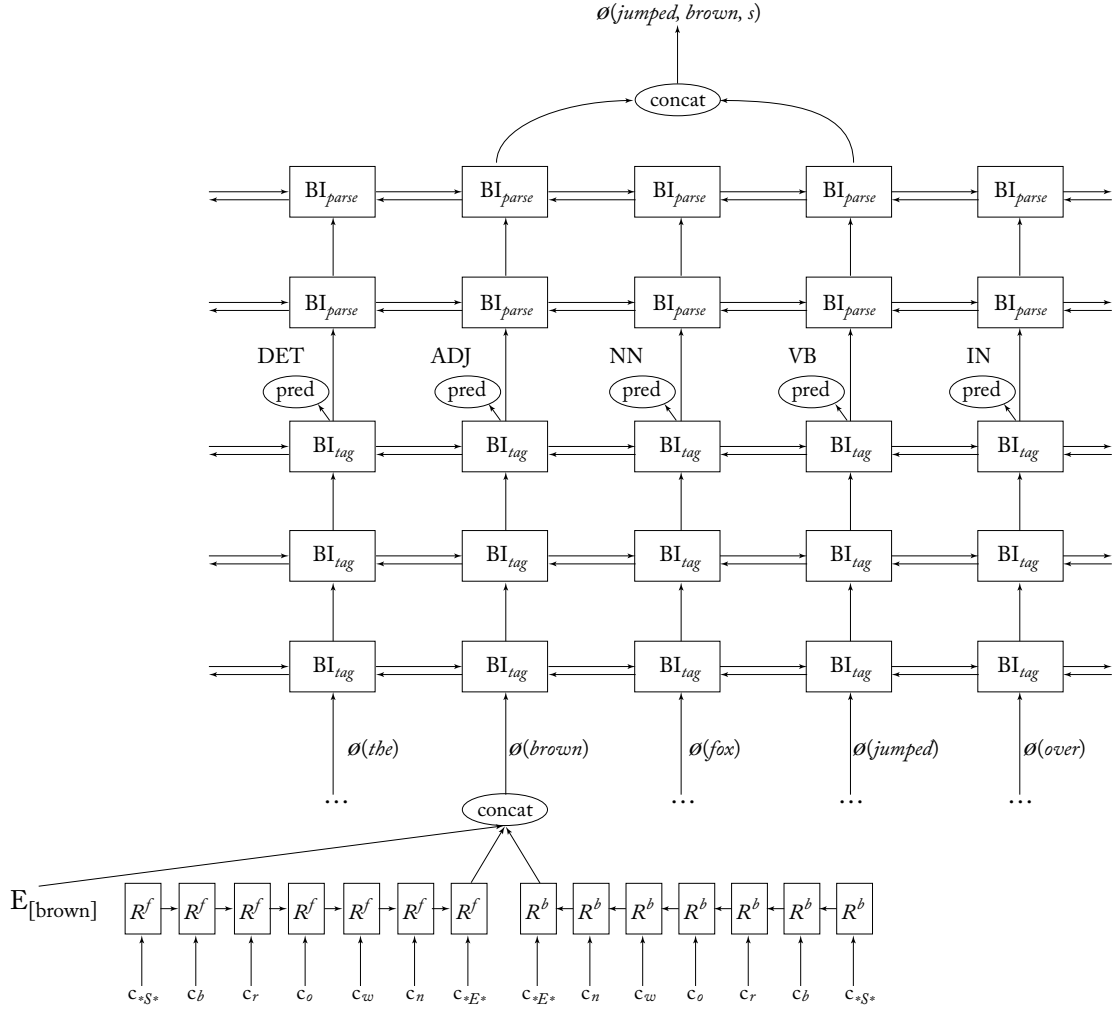 ø(jumped, brown, s)
concat
BI_parse BI_parse BI_parse BI_parse BI_parse
BI_parse BI_parse BI_parse BI_parse BI_parse
DET ADJ NN VB IN
pred pred pred pred pred
BI_tag BI_tag BI_tag BI_tag BI_tag
BI_tag BI_tag BI_tag BI_tag BI_tag
BI_tag BI_tag BI_tag BI_tag BI_tag
ø(the) ø(brown) ø(fox) ø(jumped) ø(over)
... concat ... ... ...
E_[brown] R^f R^f R^f R^f R^f R^f R^f R^b R^b R^b R^b R^b R^b R^b
c_*S* c_b c_r c_o c_w c_n c_*E* c_*E* c_n c_w c_o c_r c_b c_*S*